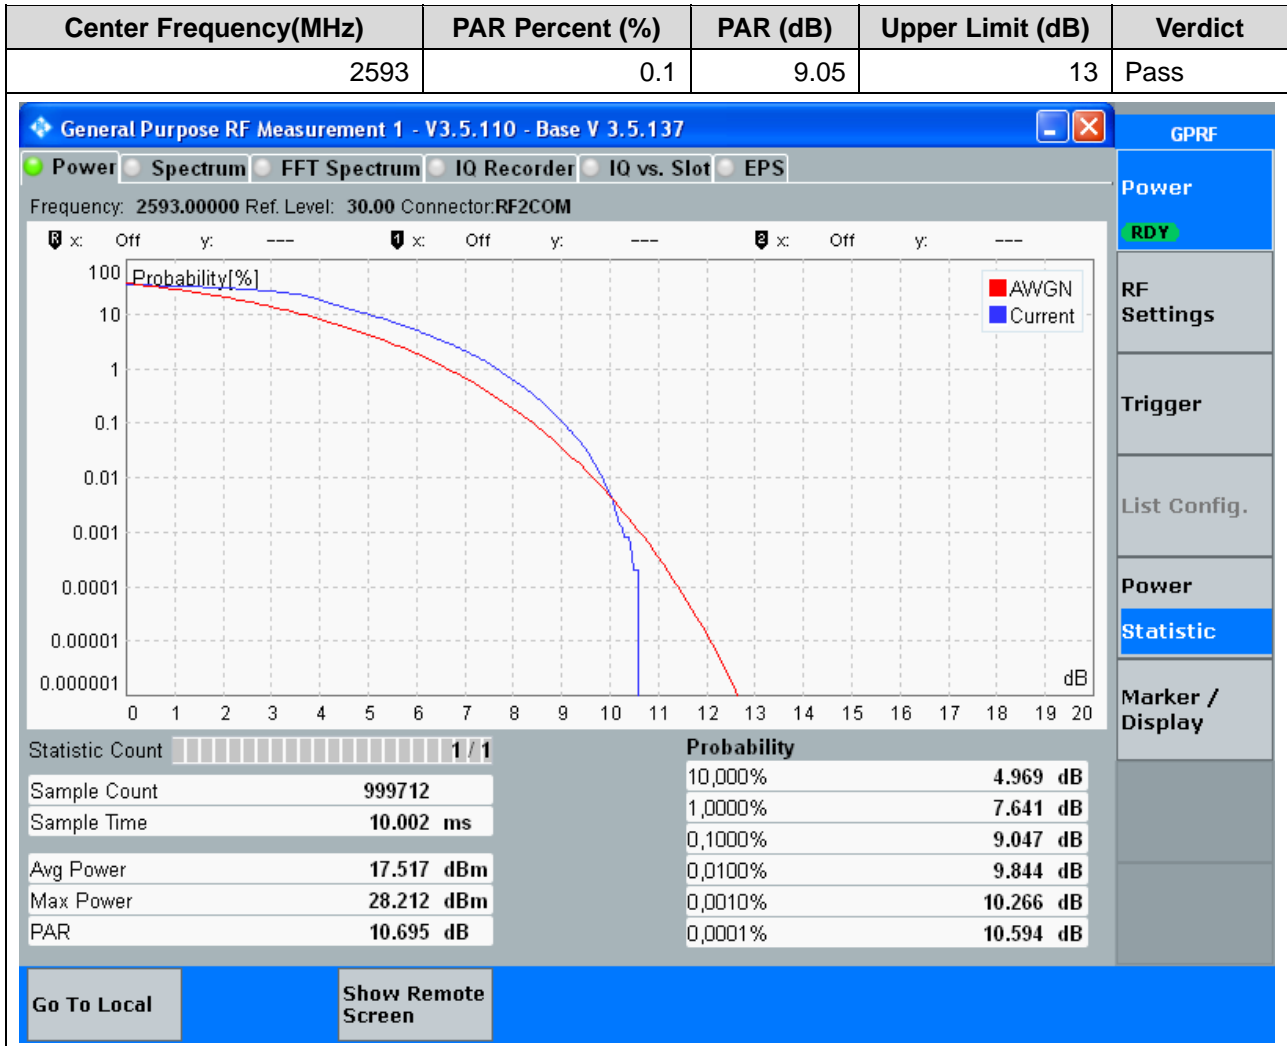 Center Frequency(MHz) PAR Percent (%) PAR (dB) Upper Limit (dB) Verdict
2593 0.1 9.05 13 Pass
General Purpose RF Measurement 1 - V3.5.110 - Base V 3.5.137
GPRF
Power Spectrum FFT Spectrum IQ Recorder IQ vs. Slot EPS
Frequency: 2593.00000 Ref. Level: 30.00 Connector:RF2COM
R x: Off y: --- 1 x: Off y: --- 2 x: Off y: ---
Probability[%]
AWGN
Current
100
10
1
0.1
0.01
0.001
0.0001
0.00001
0.000001
dB
0 1 2 3 4 5 6 7 8 9 10 11 12 13 14 15 16 17 18 19 20
Statistic Count 1 / 1
Sample Count 999712
Sample Time 10.002 ms
Avg Power 17.517 dBm
Max Power 28.212 dBm
PAR 10.695 dB
Probability
10,000% 4.969 dB
1,0000% 7.641 dB
0,1000% 9.047 dB
0,0100% 9.844 dB
0,0010% 10.266 dB
0,0001% 10.594 dB
Power
RDY
RF
Settings
Trigger
List Config.
Power
Statistic
Marker /
Display
Go To Local
Show Remote
Screen